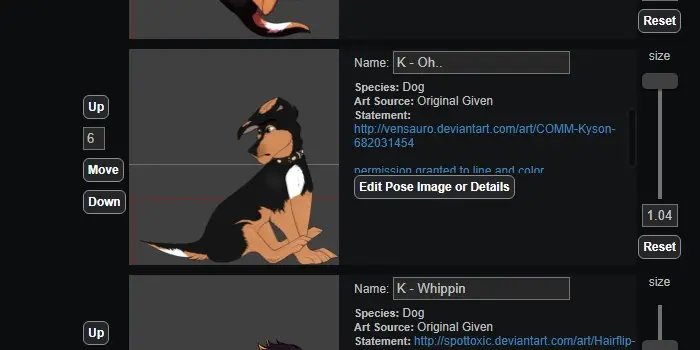 Reset
size
Name: K - Oh..
Species: Dog
Art Source: Original Given
Statement:
http://vensauro.deviantart.com/art/COMM-Kyson-
682031454
permission granted to line and color
Edit Pose Image or Details
Up
6
Move
Down
1.04
Reset
size
Name: K - Whippin
Species: Dog
Art Source: Original Given
Statement: http://spottoxic.deviantart.com/art/Hairflip-
Up